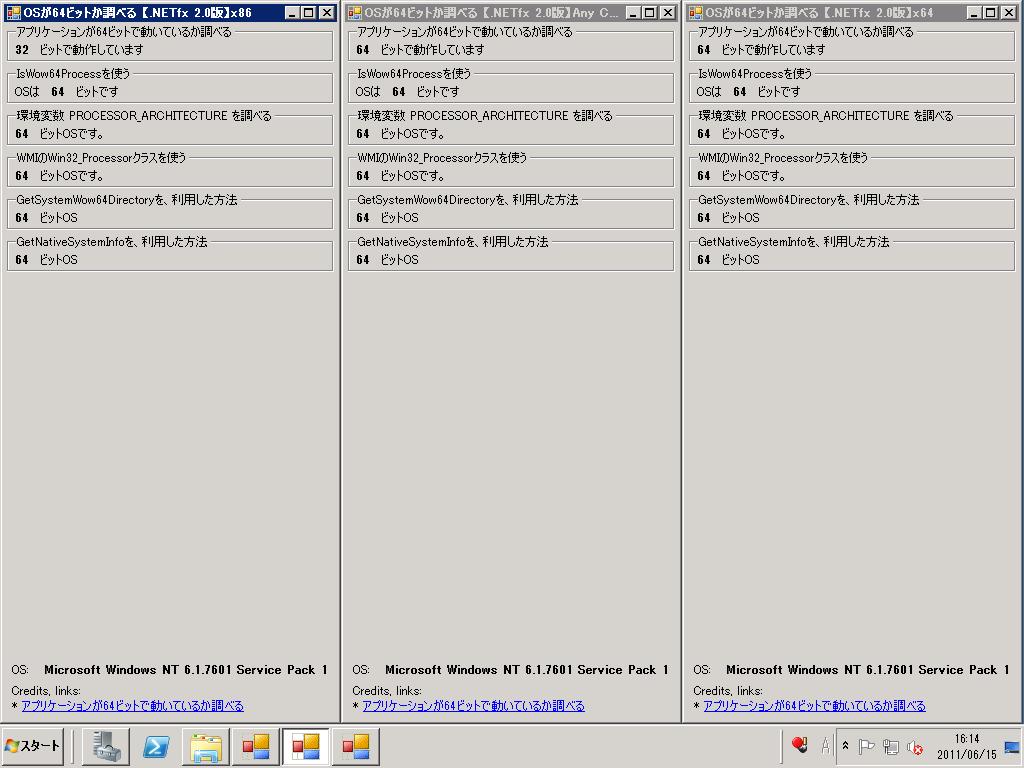 OSが64ビットか調べる 【.NETfx 2.0版】x86
アプリケーションが64ビットで動いているか調べる
32 ビットで動作しています
IsWow64Processを使う
OSは 64 ビットです
環境変数 PROCESSOR_ARCHITECTURE を調べる
64 ビットOSです。
WMIのWin32_Processorクラスを使う
64 ビットOSです。
GetSystemWow64Directoryを、利用した方法
64 ビットOS
GetNativeSystemInfoを、利用した方法
64 ビットOS
OS: Microsoft Windows NT 6.1.7601 Service Pack 1
Credits, links:
* アプリケーションが64ビットで動いているか調べる
OSが64ビットか調べる 【.NETfx 2.0版】Any C...
アプリケーションが64ビットで動いているか調べる
64 ビットで動作しています
IsWow64Processを使う
OSは 64 ビットです
環境変数 PROCESSOR_ARCHITECTURE を調べる
64 ビットOSです。
WMIのWin32_Processorクラスを使う
64 ビットOSです。
GetSystemWow64Directoryを、利用した方法
64 ビットOS
GetNativeSystemInfoを、利用した方法
64 ビットOS
OS: Microsoft Windows NT 6.1.7601 Service Pack 1
Credits, links:
* アプリケーションが64ビットで動いているか調べる
OSが64ビットか調べる 【.NETfx 2.0版】x64
アプリケーションが64ビットで動いているか調べる
64 ビットで動作しています
IsWow64Processを使う
OSは 64 ビットです
環境変数 PROCESSOR_ARCHITECTURE を調べる
64 ビットOSです。
WMIのWin32_Processorクラスを使う
64 ビットOSです。
GetSystemWow64Directoryを、利用した方法
64 ビットOS
GetNativeSystemInfoを、利用した方法
64 ビットOS
OS: Microsoft Windows NT 6.1.7601 Service Pack 1
Credits, links:
* アプリケーションが64ビットで動いているか調べる
スタート
A
16:14
2011/06/15